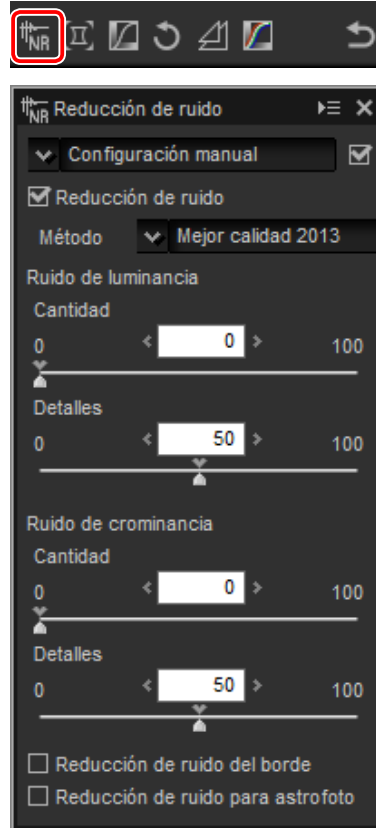 NR
NR Reducción de ruido
Configuración manual
Reducción de ruido
Método Mejor calidad 2013
Ruido de luminancia
Cantidad
0 0 100
Detalles
0 50 100
Ruido de crominancia
Cantidad
0 0 100
Detalles
0 50 100
Reducción de ruido del borde
Reducción de ruido para astrofoto